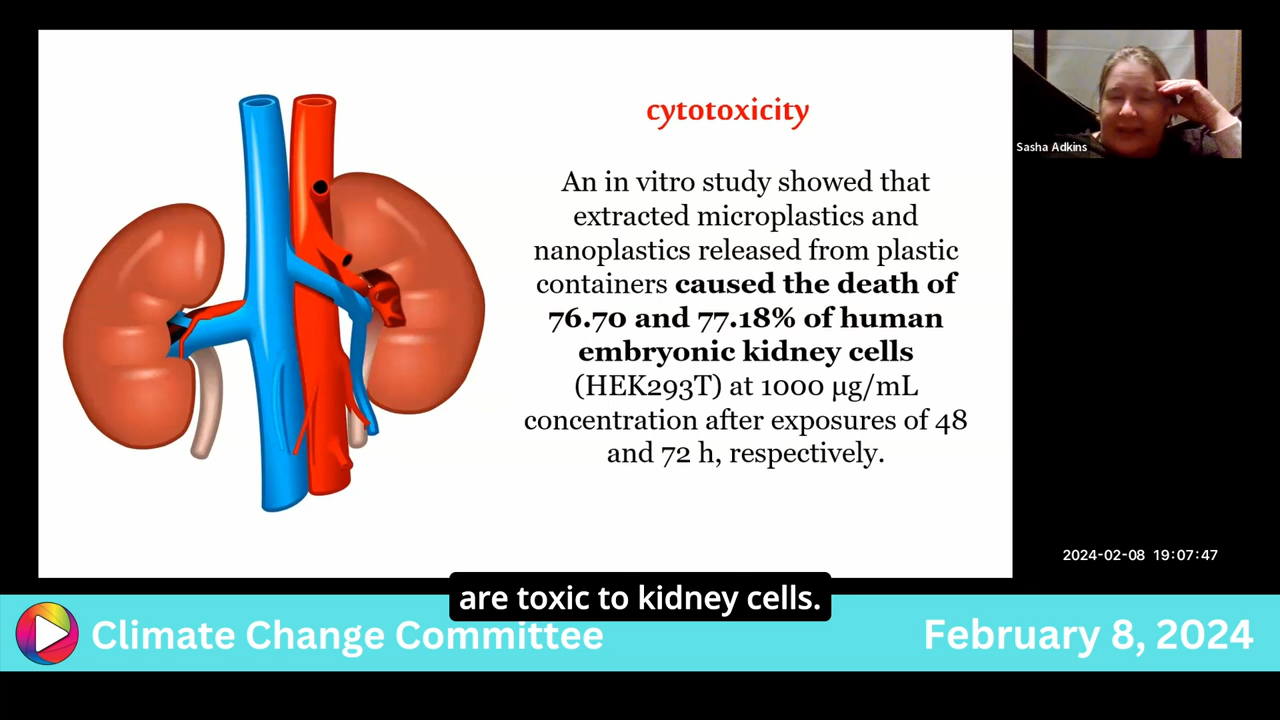 cytotoxicity
An in vitro study showed that
extracted microplastics and
nanoplastics released from plastic
containers caused the death of
76.70 and 77.18% of human
embryonic kidney cells
(HEK293T) at 1000 μg/mL
concentration after exposures of 48
and 72 h, respectively.
Sasha Adkins
2024-02-08 19:07:47
are toxic to kidney cells.
Climate Change Committee
February 8, 2024